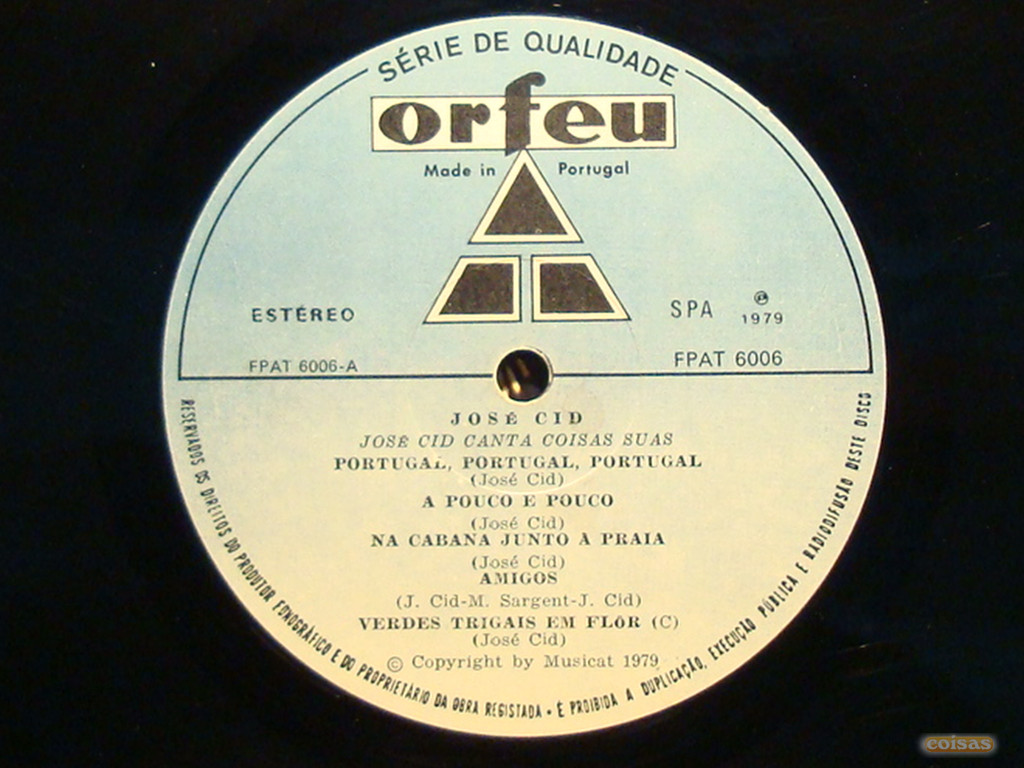 SÉRIE DE QUALIDADE
orfeu
Made in Portugal
ESTÉREO
SPA ℗ 1979
FPAT 6006-A
FPAT 6006
JOSÉ CID
JOSÉ CID CANTA COISAS SUAS
PORTUGAL, PORTUGAL, PORTUGAL
(José Cid)
A POUCO E POUCO
(José Cid)
NA CABANA JUNTO À PRAIA
(José Cid)
AMIGOS
(J. Cid-M. Sargent-J. Cid)
VERDES TRIGAIS EM FLOR (C)
(José Cid)
© Copyright by Musicat 1979
RESERVADOS OS DIREITOS DO PRODUTOR FONOGRÁFICO E DO PROPRIETÁRIO DA OBRA REGISTADA • É PROIBIDA A DUPLICAÇÃO, EXECUÇÃO PÚBLICA E RADIODIFUSÃO DESTE DISCO
coisas